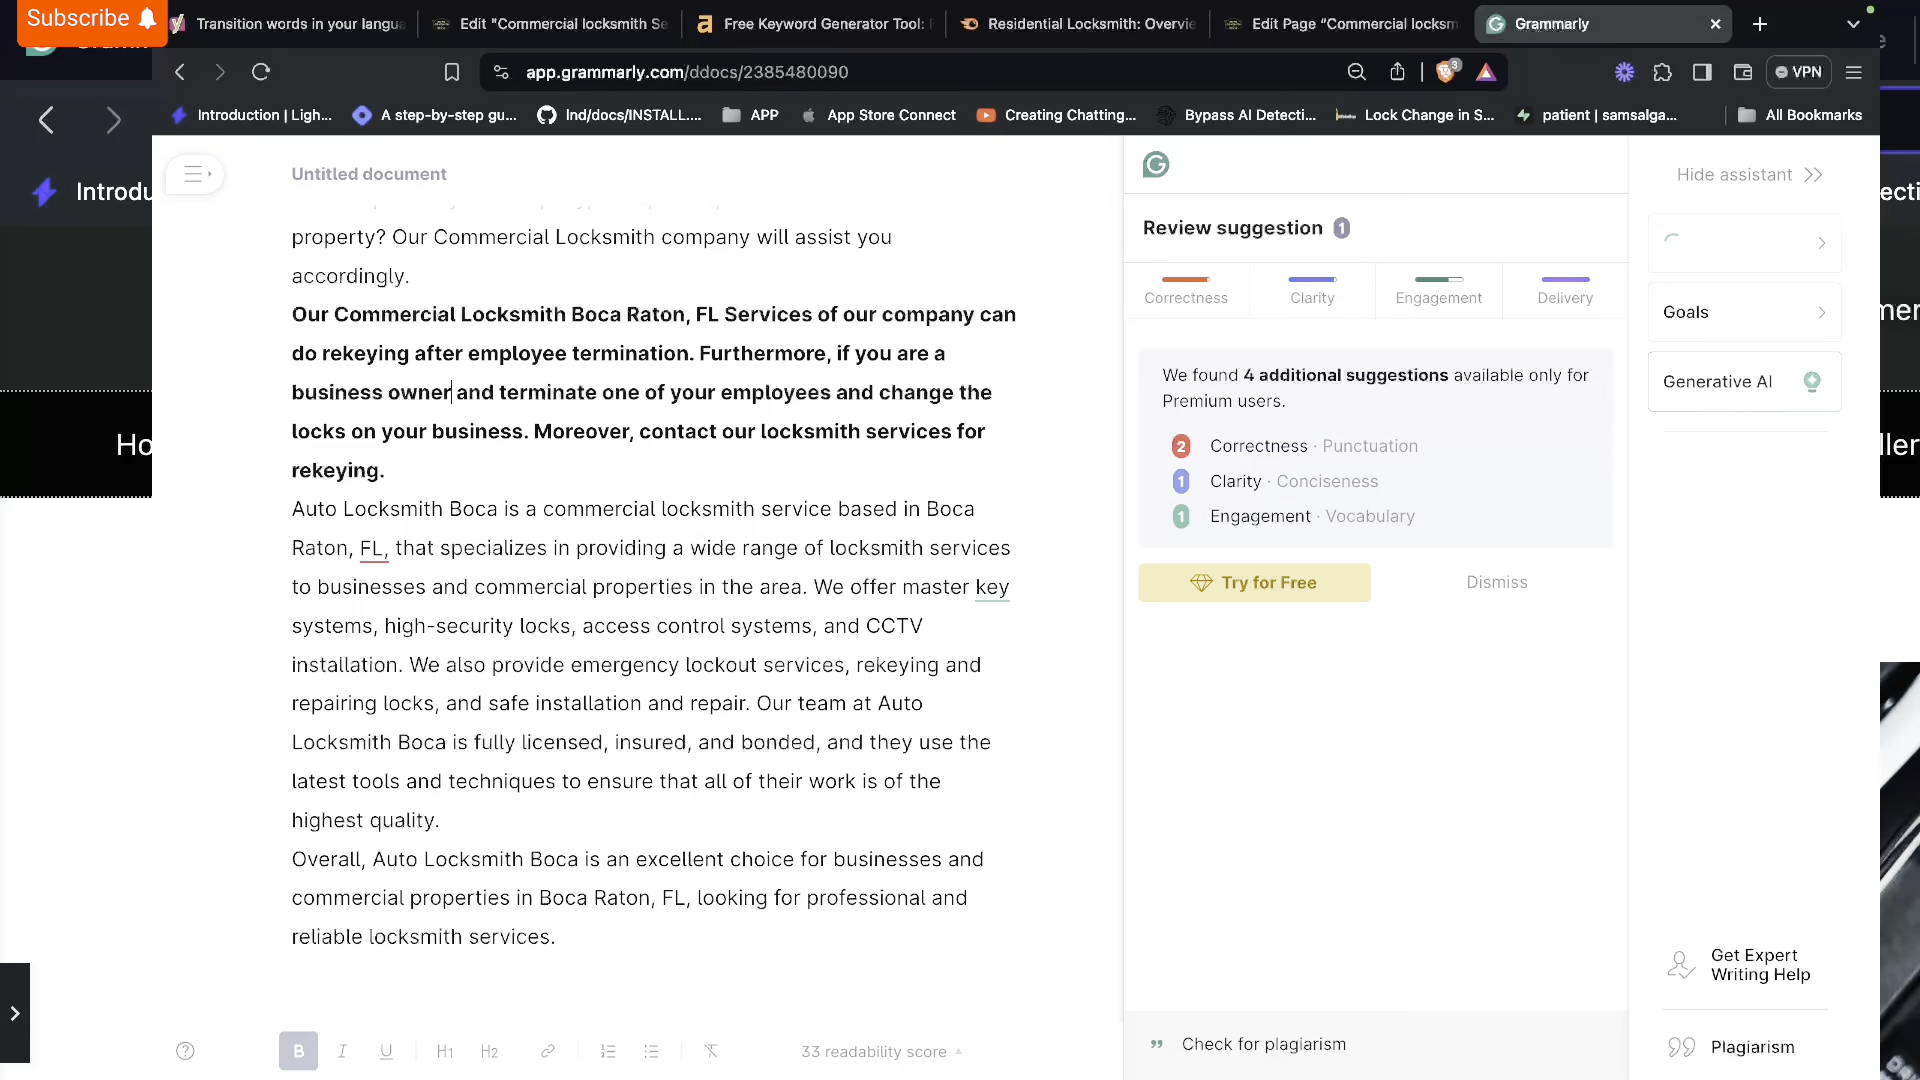 Subscribe
Transition words in your langua
Edit "Commercial locksmith Se
Free Keyword Generator Tool:
Residential Locksmith: Overvie
Edit Page “Commercial locksm
Grammarly
app.grammarly.com/ddocs/2385480090
3
VPN
Introduction | Ligh...
A step-by-step gu...
lnd/docs/INSTALL....
APP
App Store Connect
Creating Chatting...
Bypass AI Detecti...
Lock Change in S...
patient | samsalga...
All Bookmarks
Introdu
Ho
Untitled document
property? Our Commercial Locksmith company will assist you
accordingly.
Our Commercial Locksmith Boca Raton, FL Services of our company can
do rekeying after employee termination. Furthermore, if you are a
business owner and terminate one of your employees and change the
locks on your business. Moreover, contact our locksmith services for
rekeying.
Auto Locksmith Boca is a commercial locksmith service based in Boca
Raton, FL, that specializes in providing a wide range of locksmith services
to businesses and commercial properties in the area. We offer master key
systems, high-security locks, access control systems, and CCTV
installation. We also provide emergency lockout services, rekeying and
repairing locks, and safe installation and repair. Our team at Auto
Locksmith Boca is fully licensed, insured, and bonded, and they use the
latest tools and techniques to ensure that all of their work is of the
highest quality.
Overall, Auto Locksmith Boca is an excellent choice for businesses and
commercial properties in Boca Raton, FL, looking for professional and
reliable locksmith services.
B I U H1 H2
33 readability score
Review suggestion 1
Correctness
Clarity
Engagement
Delivery
We found 4 additional suggestions available only for
Premium users.
2 Correctness · Punctuation
1 Clarity · Conciseness
1 Engagement · Vocabulary
Try for Free
Dismiss
Check for plagiarism
Hide assistant
Goals
Generative AI
Get Expert
Writing Help
Plagiarism
ecti
mer
ller